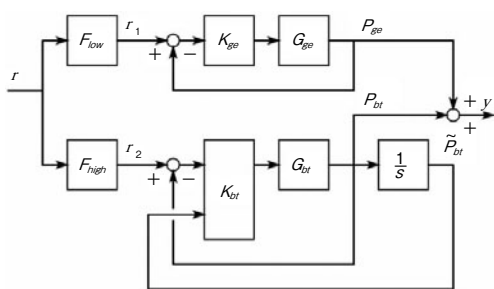 r
F_low
r_1
+
−
K_ge
G_ge
P_ge
P_bt
+
y
+
P̃_bt
F_high
r_2
+
−
K_bt
G_bt
1/s